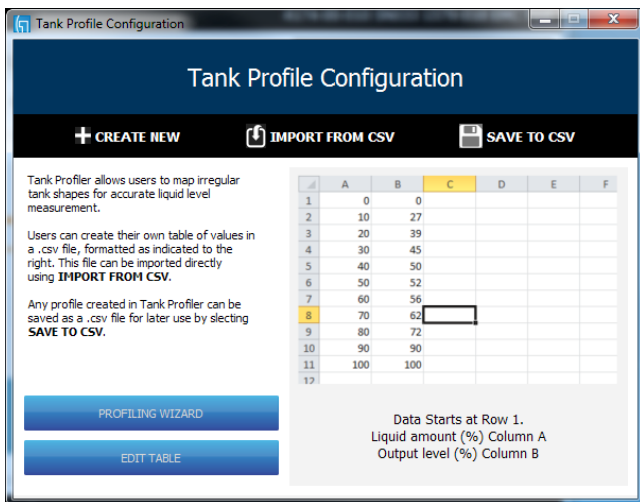 Tank Profile Configuration
Tank Profile Configuration
CREATE NEW IMPORT FROM CSV SAVE TO CSV
Tank Profiler allows users to map irregular
tank shapes for accurate liquid level
measurement.
Users can create their own table of values in
a .csv file, formatted as indicated to the
right. This file can be imported directly
using IMPORT FROM CSV.
Any profile created in Tank Profiler can be
saved as a .csv file for later use by slecting
SAVE TO CSV.
PROFILING WIZARD
EDIT TABLE
A B C D E F
1 0 0
2 10 27
3 20 39
4 30 45
5 40 50
6 50 52
7 60 56
8 70 62
9 80 72
10 90 90
11 100 100
12
Data Starts at Row 1.
Liquid amount (%) Column A
Output level (%) Column B